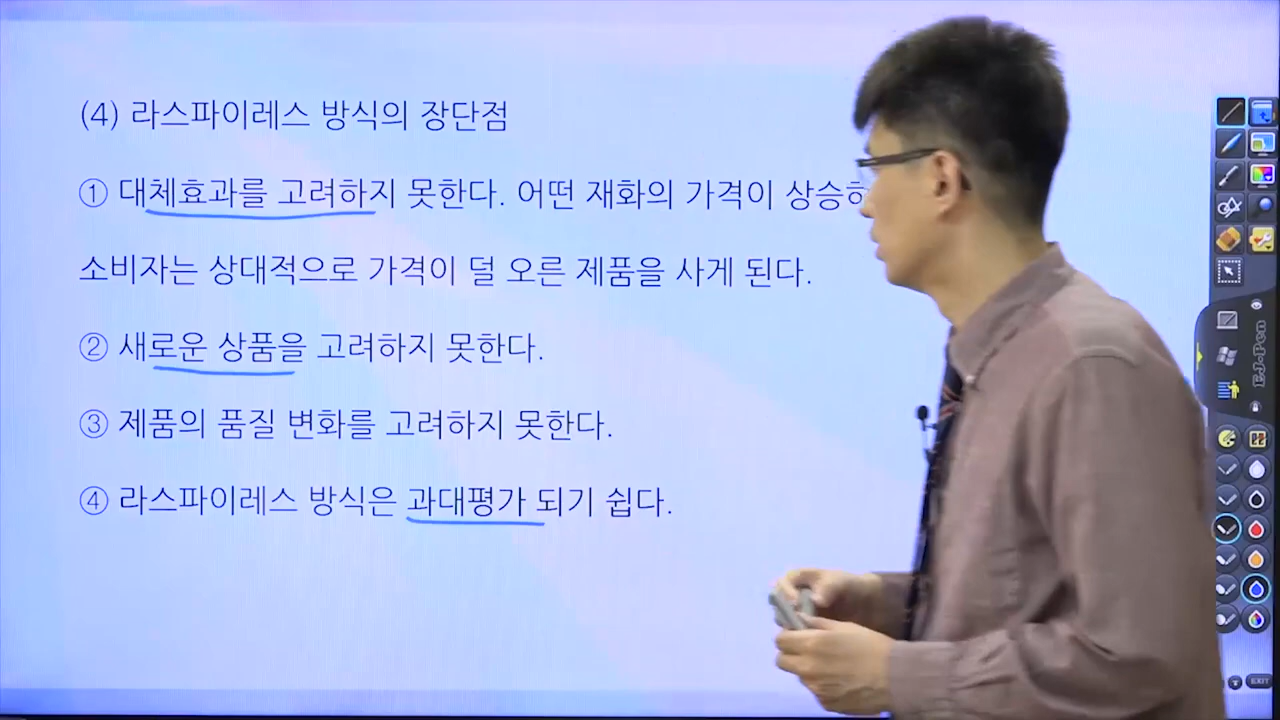 (4) 라스파이레스 방식의 장단점
① 대체효과를 고려하지 못한다. 어떤 재화의 가격이
소비자는 상대적으로 가격이 덜 오른 제품을 사게 된다.
② 새로운 상품을 고려하지 못한다.
③ 제품의 품질 변화를 고려하지 못한다.
④ 라스파이레스 방식은 과대평가 되기 쉽다.
EJ-Pen
EXIT